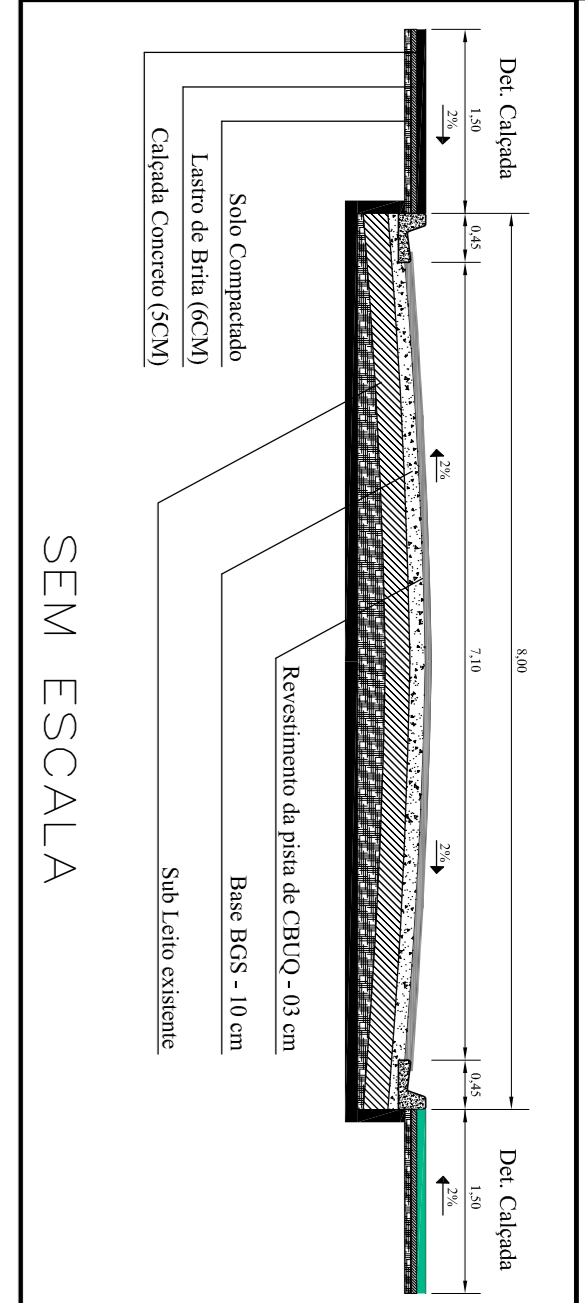 Det. Calçada
Det. Calçada
8,00
1,50
0,45
7,10
0,45
1,50
2%
2%
2%
2%
Solo Compactado
Lastro de Brita (6CM)
Calçada Concreto (5CM)
Revestimento da pista de CBUQ - 03 cm
Base BGS - 10 cm
Sub Leito existente
SEM ESCALA